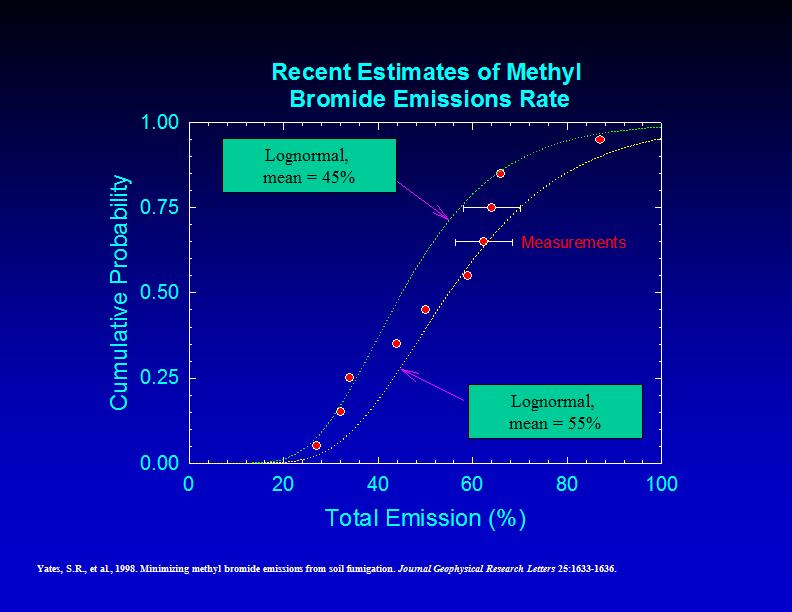 Recent Estimates of Methyl
Bromide Emissions Rate
1.00
0.75
0.50
0.25
0.00
Cumulative Probability
Lognormal,
mean = 45%
Measurements
Lognormal,
mean = 55%
0 20 40 60 80 100
Total Emission (%)
Yates, S.R., et al., 1998. Minimizing methyl bromide emissions from soil fumigation. Journal Geophysical Research Letters 25:1633-1636.